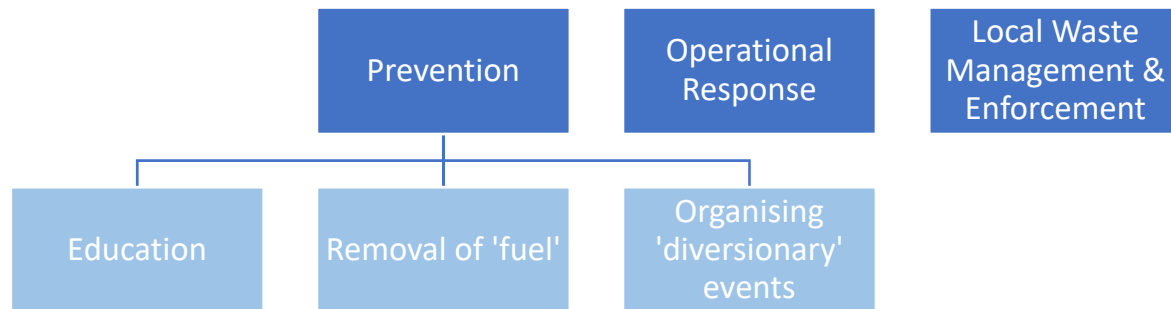 Prevention
Operational
Response
Local Waste
Management &
Enforcement
Education
Removal of 'fuel'
Organising
'diversionary'
events